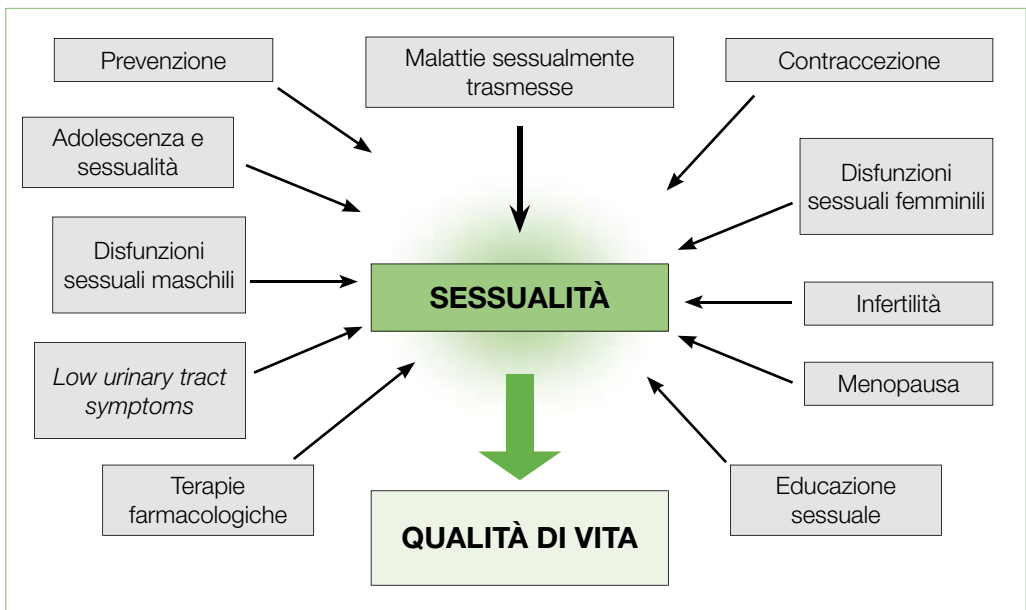 Prevenzione
Malattie sessualmente
trasmesse
Contraccezione
Adolescenza e
sessualità
Disfunzioni
sessuali femminili
Disfunzioni
sessuali maschili
SESSUALITÀ
Infertilità
Low urinary tract
symptoms
Menopausa
Terapie
farmacologiche
QUALITÀ DI VITA
Educazione
sessuale